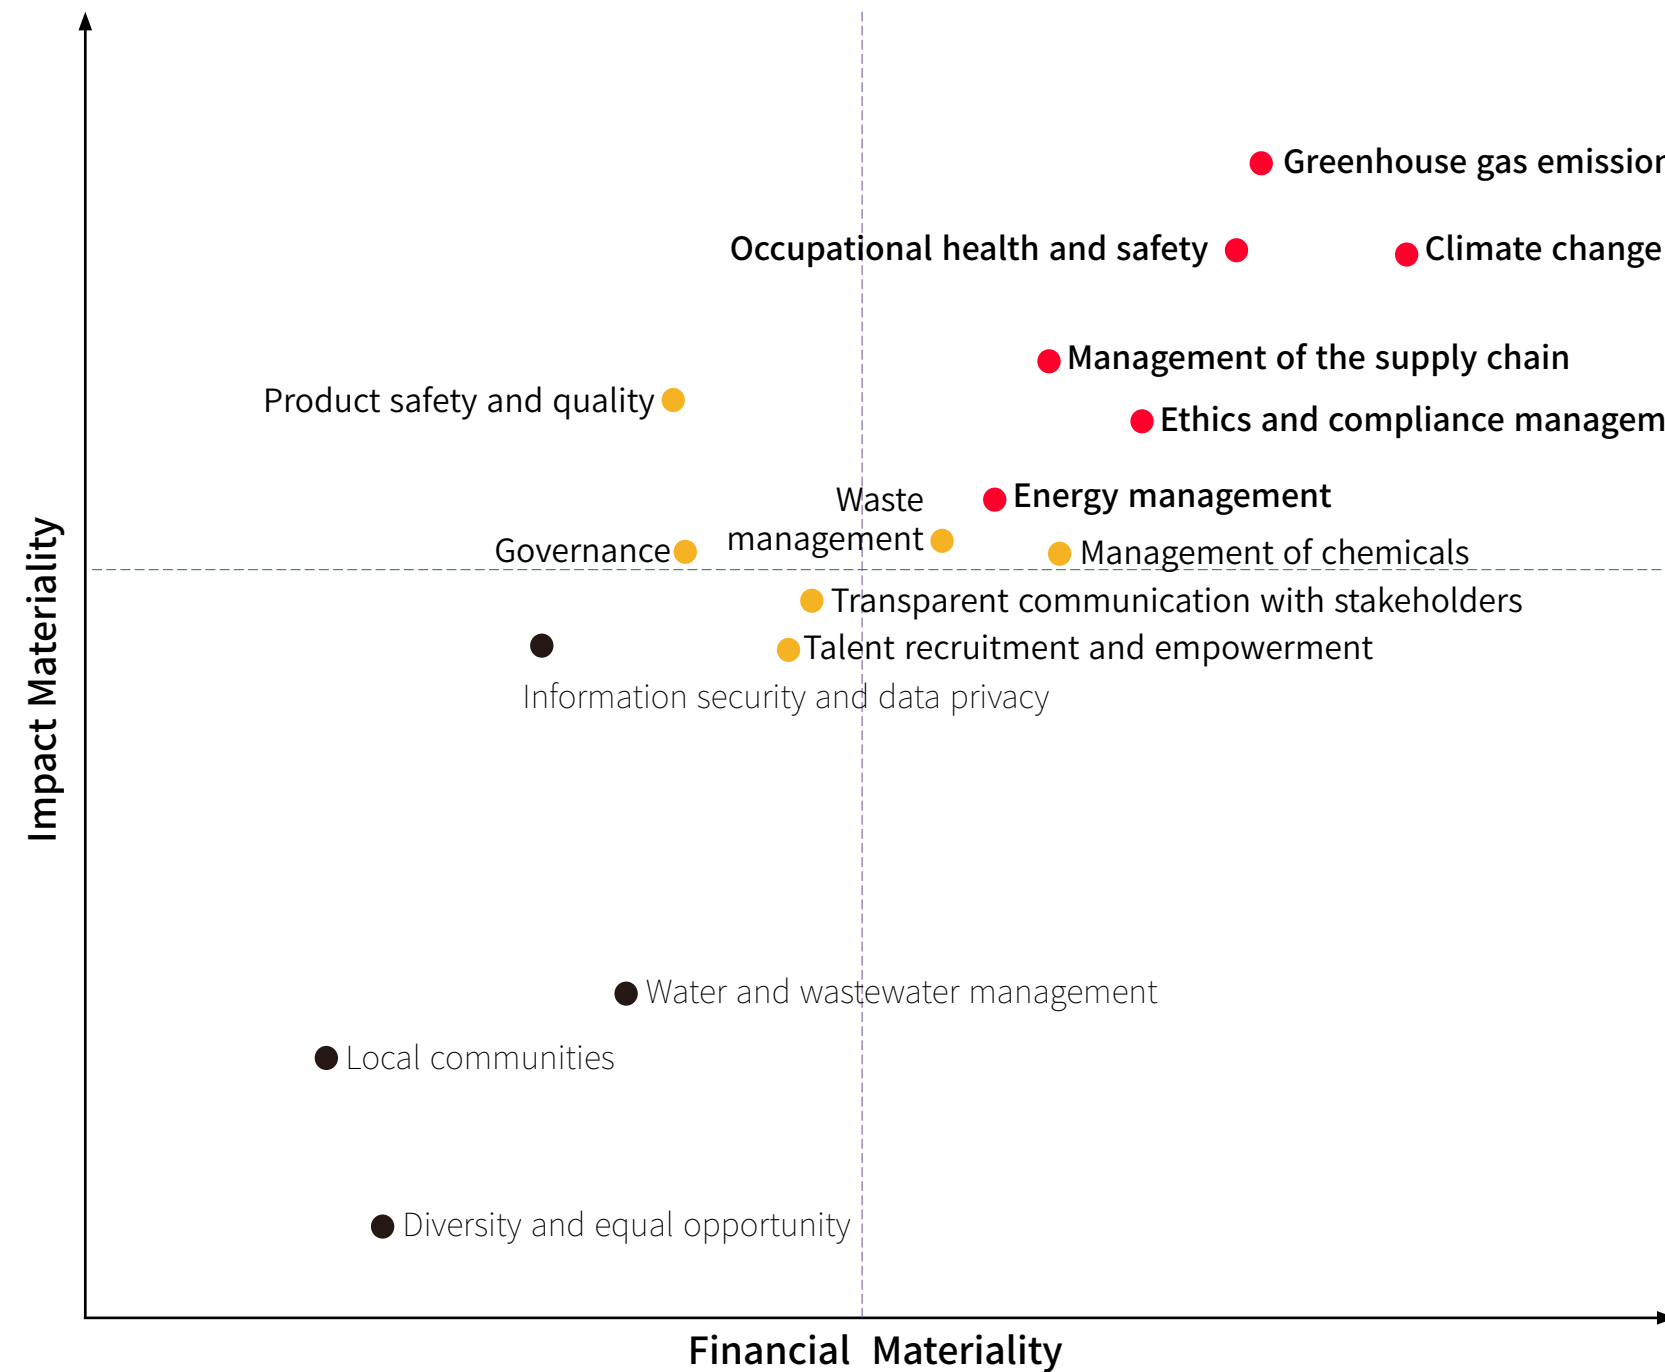 Greenhouse gas emission
Occupational health and safety
Climate change
Management of the supply chain
Product safety and quality
Ethics and compliance managem
Waste
management
Energy management
Governance
Management of chemicals
Transparent communication with stakeholders
Talent recruitment and empowerment
Information security and data privacy
Impact Materiality
Water and wastewater management
Local communities
Diversity and equal opportunity
Financial Materiality